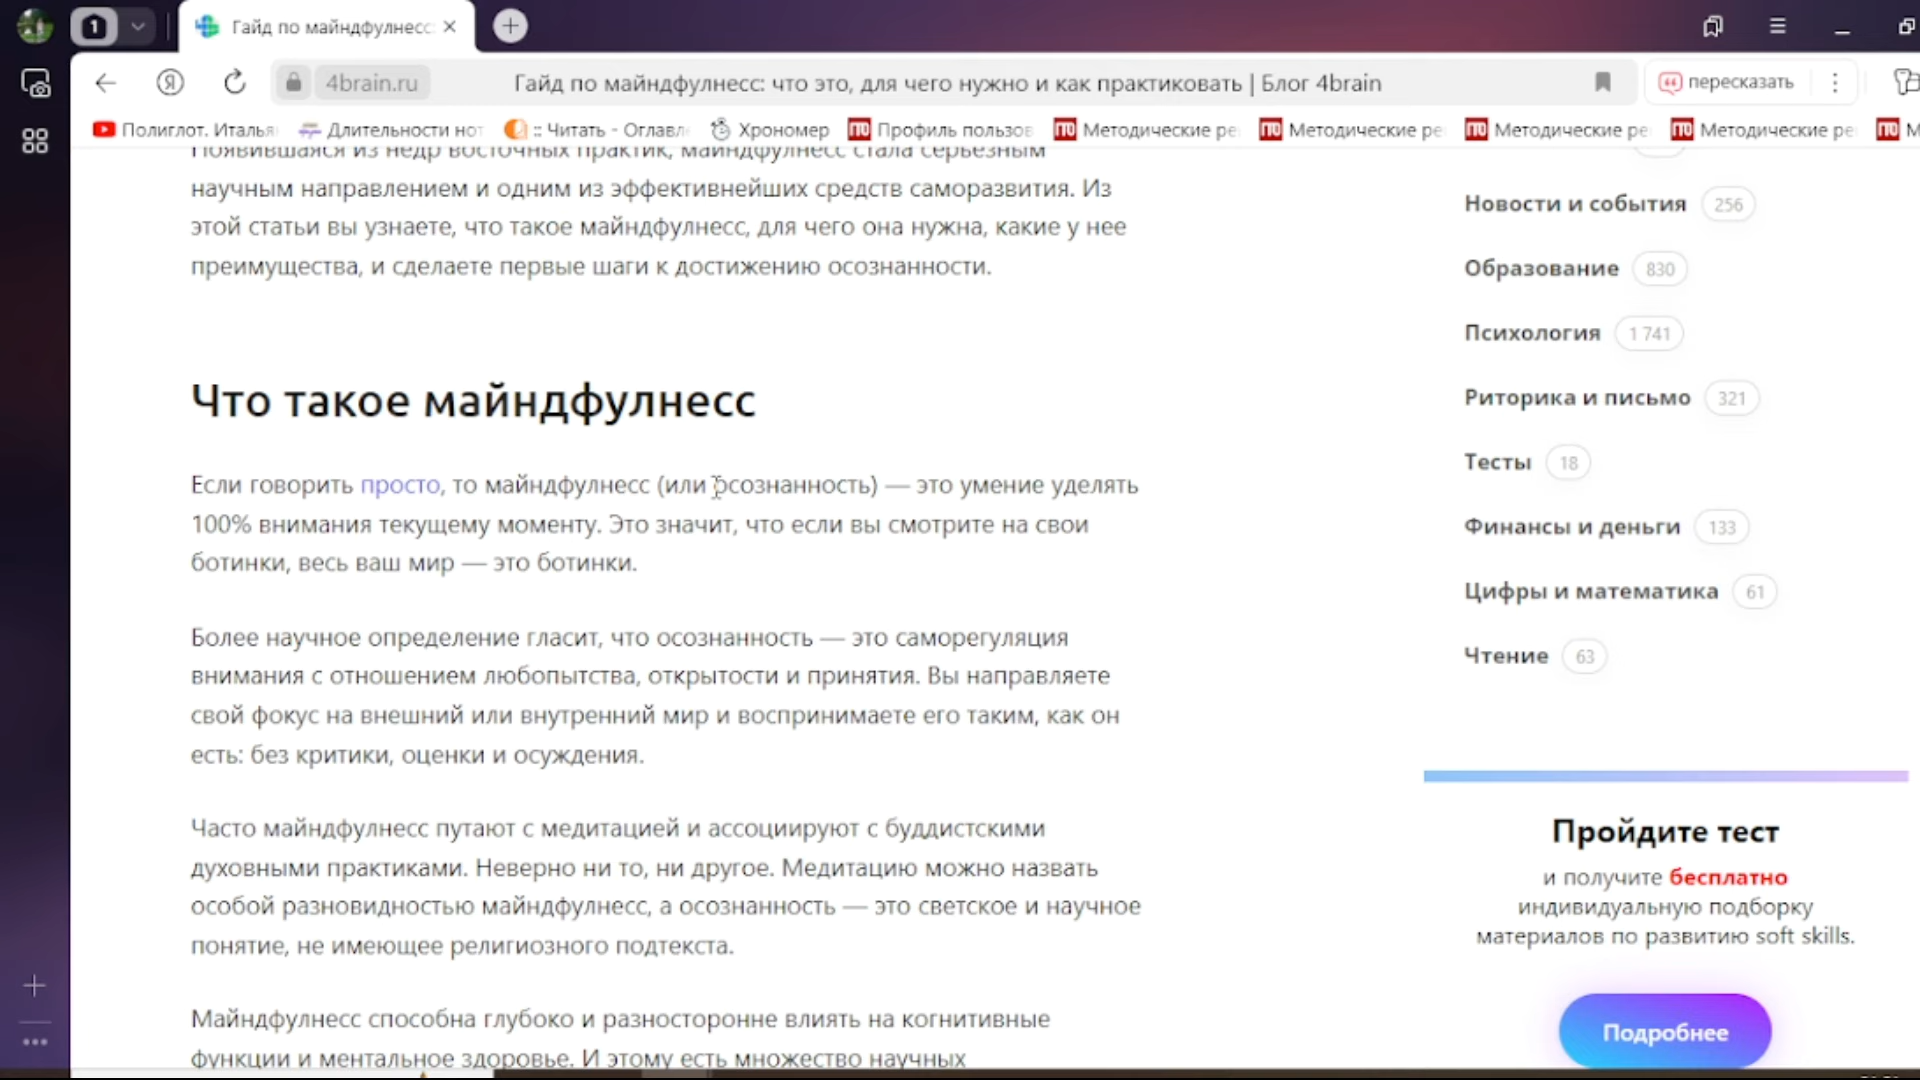 1
Гайд по майндфулнесс:
4brain.ru
Гайд по майндфулнесс: что это, для чего нужно и как практиковать | Блог 4brain
пересказать
Полиглот. Италья
Длительности нот
:: Читать - Оглавл
Хрономер
Профиль пользов
Методические ре
Методические ре
Методические ре
Методические ре
М
Появившаяся из недр восточных практик, майндфулнесс стала серьезным
научным направлением и одним из эффективнейших средств саморазвития. Из
этой статьи вы узнаете, что такое майндфулнесс, для чего она нужна, какие у нее
преимущества, и сделаете первые шаги к достижению осознанности.
Что такое майндфулнесс
Если говорить просто, то майндфулнесс (или осознанность) — это умение уделять
100% внимания текущему моменту. Это значит, что если вы смотрите на свои
ботинки, весь ваш мир — это ботинки.
Более научное определение гласит, что осознанность — это саморегуляция
внимания с отношением любопытства, открытости и принятия. Вы направляете
свой фокус на внешний или внутренний мир и воспринимаете его таким, как он
есть: без критики, оценки и осуждения.
Часто майндфулнесс путают с медитацией и ассоциируют с буддистскими
духовными практиками. Неверно ни то, ни другое. Медитацию можно назвать
особой разновидностью майндфулнесс, а осознанность — это светское и научное
понятие, не имеющее религиозного подтекста.
Майндфулнесс способна глубоко и разносторонне влиять на когнитивные
функции и ментальное здоровье. И этому есть множество научных
Новости и события 256
Образование 830
Психология 1 741
Риторика и письмо 321
Тесты 18
Финансы и деньги 133
Цифры и математика 61
Чтение 63
Пройдите тест
и получите бесплатно
индивидуальную подборку
материалов по развитию soft skills.
Подробнее